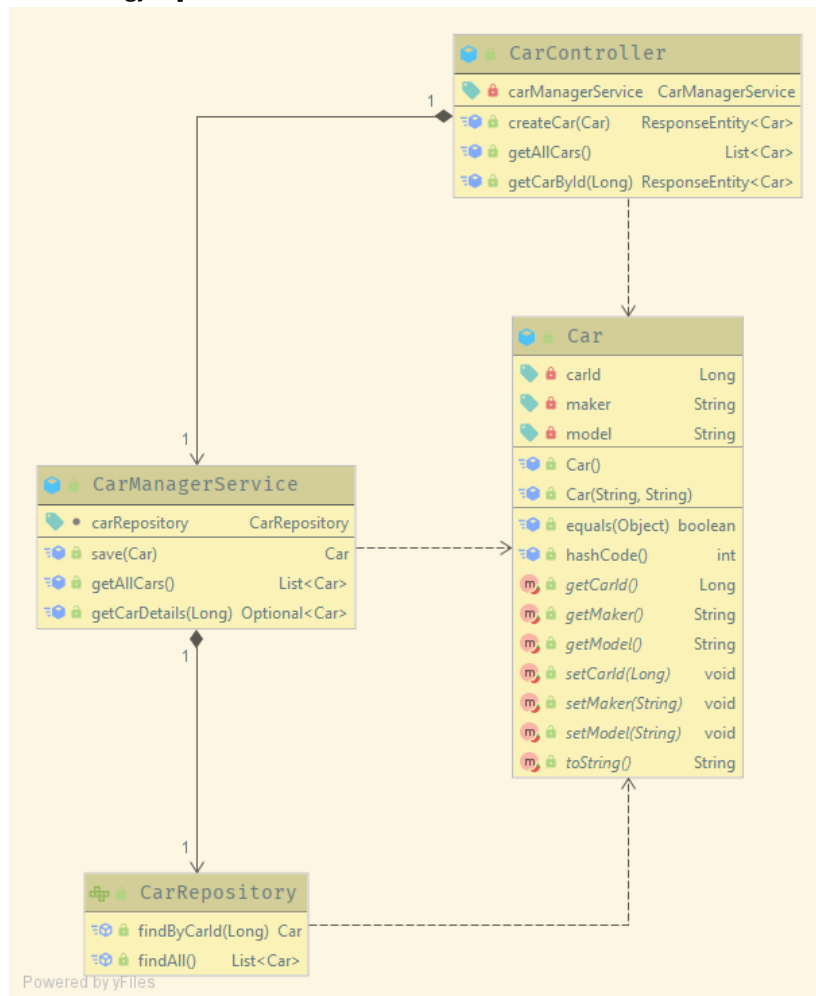 CarController
carManagerService CarManagerService
createCar(Car) ResponseEntity<Car>
getAllCars() List<Car>
getCarById(Long) ResponseEntity<Car>
1
1
Car
carId Long
maker String
model String
Car()
Car(String, String)
equals(Object) boolean
hashCode() int
getCarId() Long
getMaker() String
getModel() String
setCarId(Long) void
setMaker(String) void
setModel(String) void
toString() String
CarManagerService
carRepository CarRepository
save(Car) Car
getAllCars() List<Car>
getCarDetails(Long) Optional<Car>
1
1
CarRepository
findByCarId(Long) Car
findAll() List<Car>
Powered by yFiles